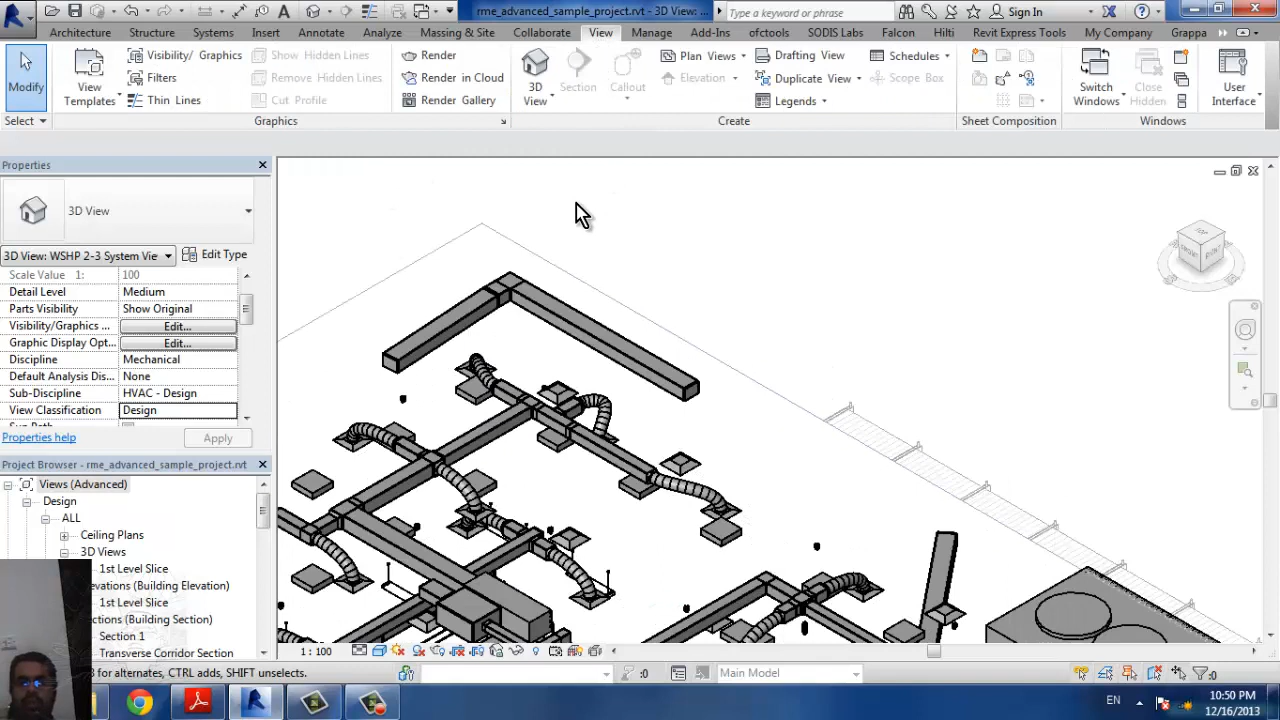 rme_advanced_sample_project.rvt - 3D View: ...
Type a keyword or phrase
Sign In
Architecture Structure Systems Insert Annotate Analyze Massing & Site Collaborate View Manage Add-Ins ofctools SODIS Labs Falcon Hilti Revit Express Tools My Company Grappa
Modify
Select
View Templates
Visibility/ Graphics
Filters
Thin Lines
Show Hidden Lines
Remove Hidden Lines
Cut Profile
Graphics
Render
Render in Cloud
Render Gallery
3D View
Section
Callout
Plan Views
Elevation
Drafting View
Duplicate View
Legends
Schedules
Scope Box
Create
Sheet Composition
Switch Windows
Close Hidden
User Interface
Windows
Properties
3D View
3D View: WSHP 2-3 System Vie
Edit Type
Scale Value 1: 100
Detail Level Medium
Parts Visibility Show Original
Visibility/Graphics ... Edit...
Graphic Display Opt... Edit...
Discipline Mechanical
Default Analysis Dis... None
Sub-Discipline HVAC - Design
View Classification Design
Properties help
Apply
Project Browser - rme_advanced_sample_project.rvt
Views (Advanced)
Design
ALL
Ceiling Plans
3D Views
1st Level Slice
evations (Building Elevation)
1st Level Slice
ctions (Building Section)
Section 1
Transverse Corridor Section
1 : 100
for alternates, CTRL adds, SHIFT unselects.
:0
Main Model
:0
EN
10:50 PM
12/16/2013